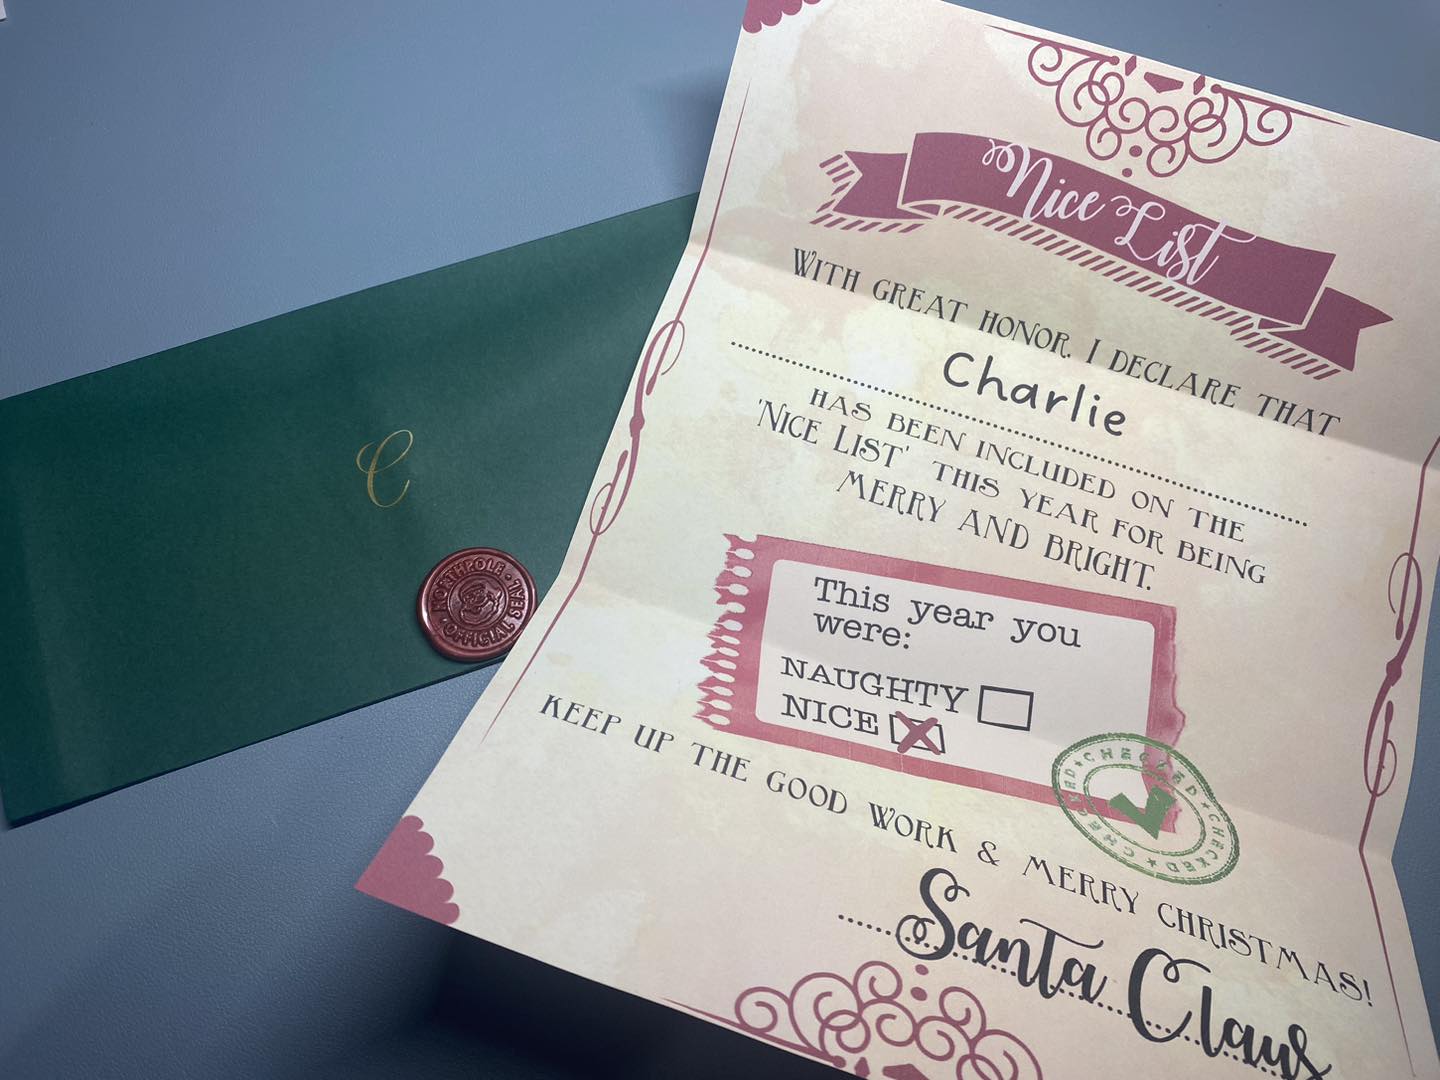 Nice List
WITH GREAT HONOR, I DECLARE THAT
Charlie
HAS BEEN INCLUDED ON THE
'NICE LIST' THIS YEAR FOR BEING
MERRY AND BRIGHT.
This year you
were:
NAUGHTY
NICE
CHECKED ★ CHECKED ★ CHECKED ★ CHECKED
KEEP UP THE GOOD WORK & MERRY CHRISTMAS!
Santa Claus
C
NORTHPOLE
OFFICIAL SEAL